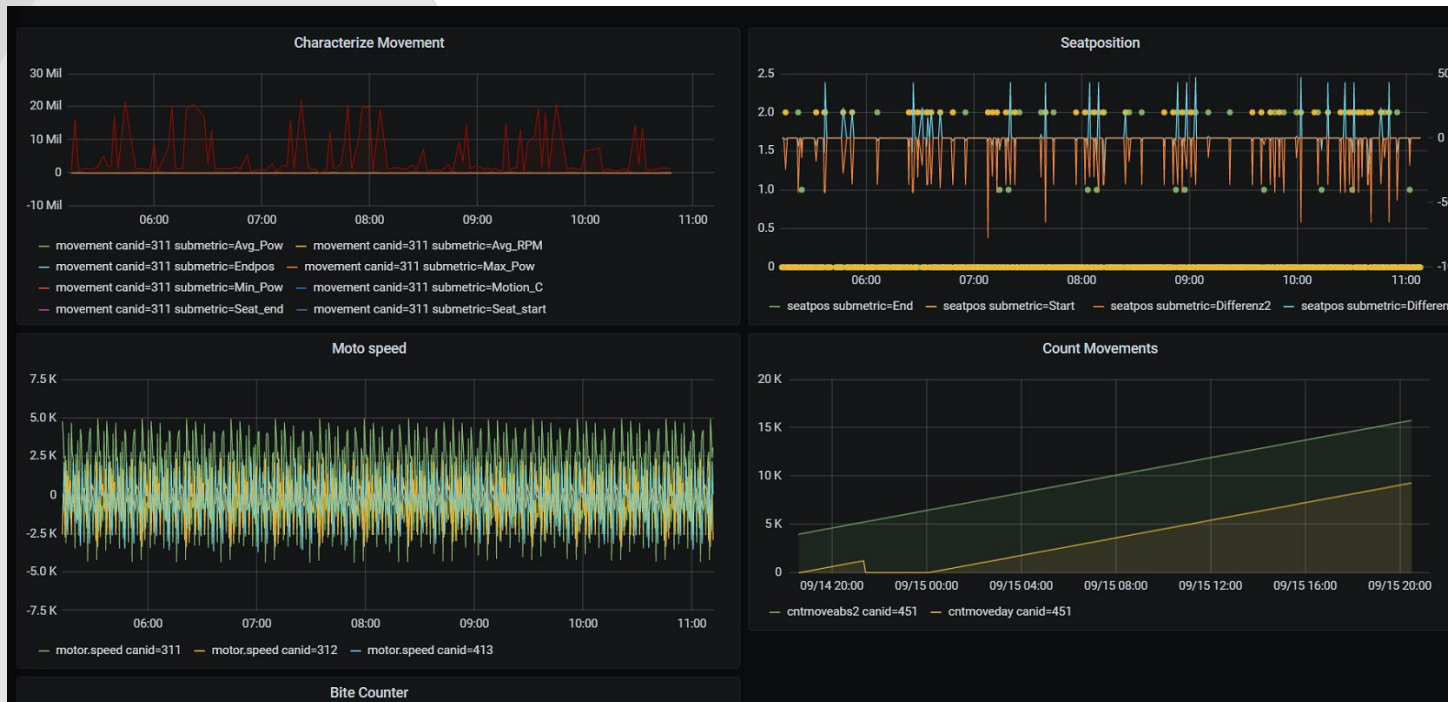 Characterize Movement
30 Mil
20 Mil
10 Mil
0
-10 Mil
06:00 07:00 08:00 09:00 10:00 11:00
movement canid=311 submetric=Avg_Pow movement canid=311 submetric=Avg_RPM
movement canid=311 submetric=Endpos movement canid=311 submetric=Max_Pow
movement canid=311 submetric=Min_Pow movement canid=311 submetric=Motion_C
movement canid=311 submetric=Seat_end movement canid=311 submetric=Seat_start
Seatposition
2.5 50
2.0
1.5 0
1.0 -5
0.5
0 -1
06:00 07:00 08:00 09:00 10:00 11:00
seatpos submetric=End seatpos submetric=Start seatpos submetric=Differenz2 seatpos submetric=Differen
Moto speed
7.5 K
5.0 K
2.5 K
0
-2.5 K
-5.0 K
-7.5 K
06:00 07:00 08:00 09:00 10:00 11:00
motor.speed canid=311 motor.speed canid=312 motor.speed canid=413
Count Movements
20 K
15 K
10 K
5 K
0
09/14 20:00 09/15 00:00 09/15 04:00 09/15 08:00 09/15 12:00 09/15 16:00 09/15 20:00
cntmoveabs2 canid=451 cntmoveday canid=451
Bite Counter